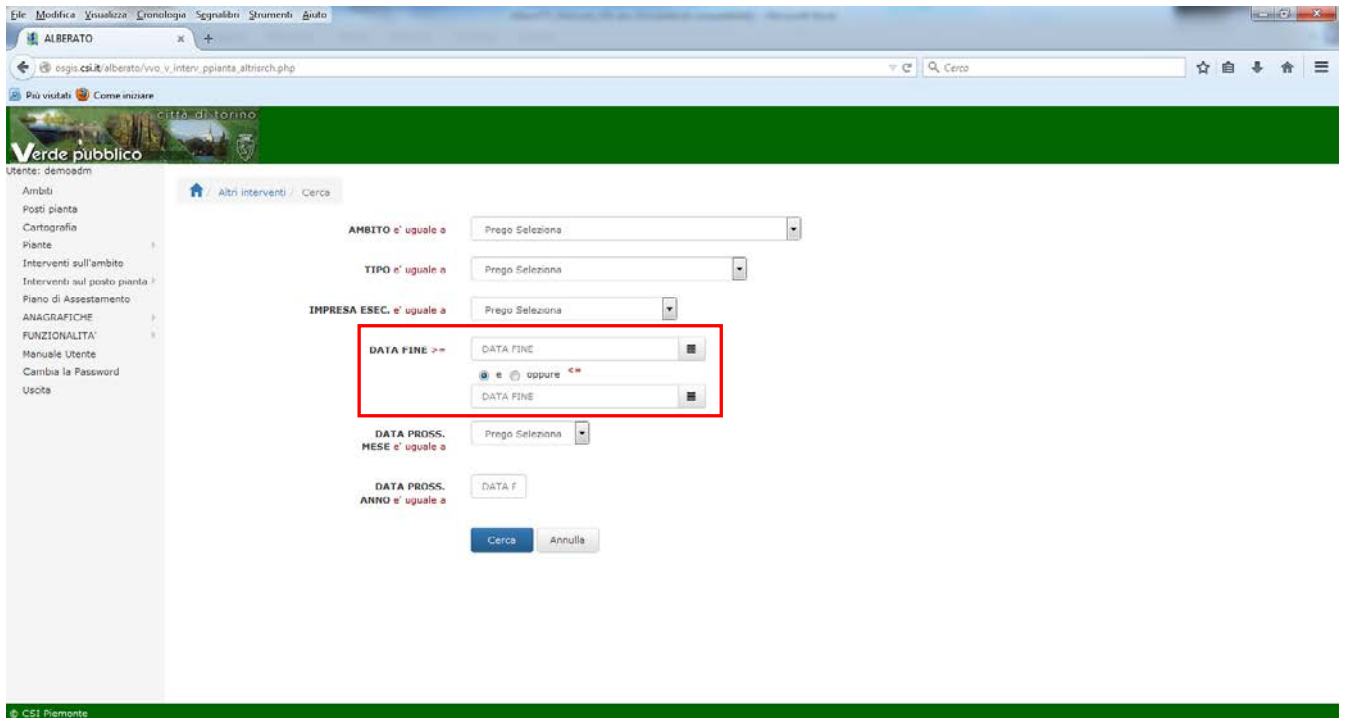 File Modifica Visualizza Cronologia Segnalibri Strumenti Aiuto
ALBERATO × +
osgis.csi.it/alberato/vvo_v_interv_ppianta_altrisrch.php
Cerca
Più visitati Come iniziare
città di torino
Verde pubblico
Utente: demoadm
Ambiti
Posti pianta
Cartografia
Piante
Interventi sull'ambito
Interventi sul posto pianta
Piano di Assestamento
ANAGRAFICHE
FUNZIONALITA'
Manuale Utente
Cambia la Password
Uscita
/ Altri interventi / Cerca
AMBITO e' uguale a Prego Seleziona
TIPO e' uguale a Prego Seleziona
IMPRESA ESEC. e' uguale a Prego Seleziona
DATA FINE >= DATA FINE
e oppure <=
DATA FINE
DATA PROSS. Prego Seleziona
MESE e' uguale a
DATA PROSS. DATA F
ANNO e' uguale a
Cerca Annulla
© CSI Piemonte